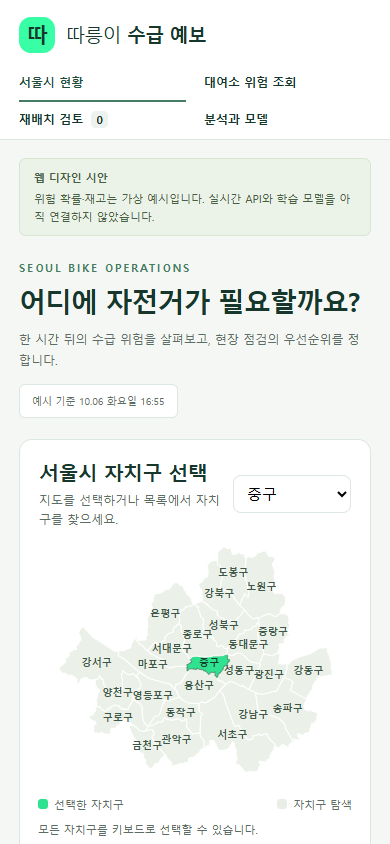 따
따릉이 수급 예보
서울시 현황
대여소 위험 조회
재배치 검토 0
분석과 모델
웹 디자인 시안
위험 확률·재고는 가상 예시입니다. 실시간 API와 학습 모델을 아
직 연결하지 않았습니다.
SEOUL BIKE OPERATIONS
어디에 자전거가 필요할까요?
한 시간 뒤의 수급 위험을 살펴보고, 현장 점검의 우선순위를 정
합니다.
예시 기준 10.06 화요일 16:55
서울시 자치구 선택
지도를 선택하거나 목록에서 자치
구를 찾으세요.
중구
도봉구
노원구
강북구
은평구
성북구
중랑구
종로구
동대문구
서대문구
강서구
마포구
중구
성동구
광진구
강동구
용산구
양천구
영등포구
구로구
동작구
강남구
송파구
금천구
관악구
서초구
선택한 자치구
자치구 탐색
모든 자치구를 키보드로 선택할 수 있습니다.